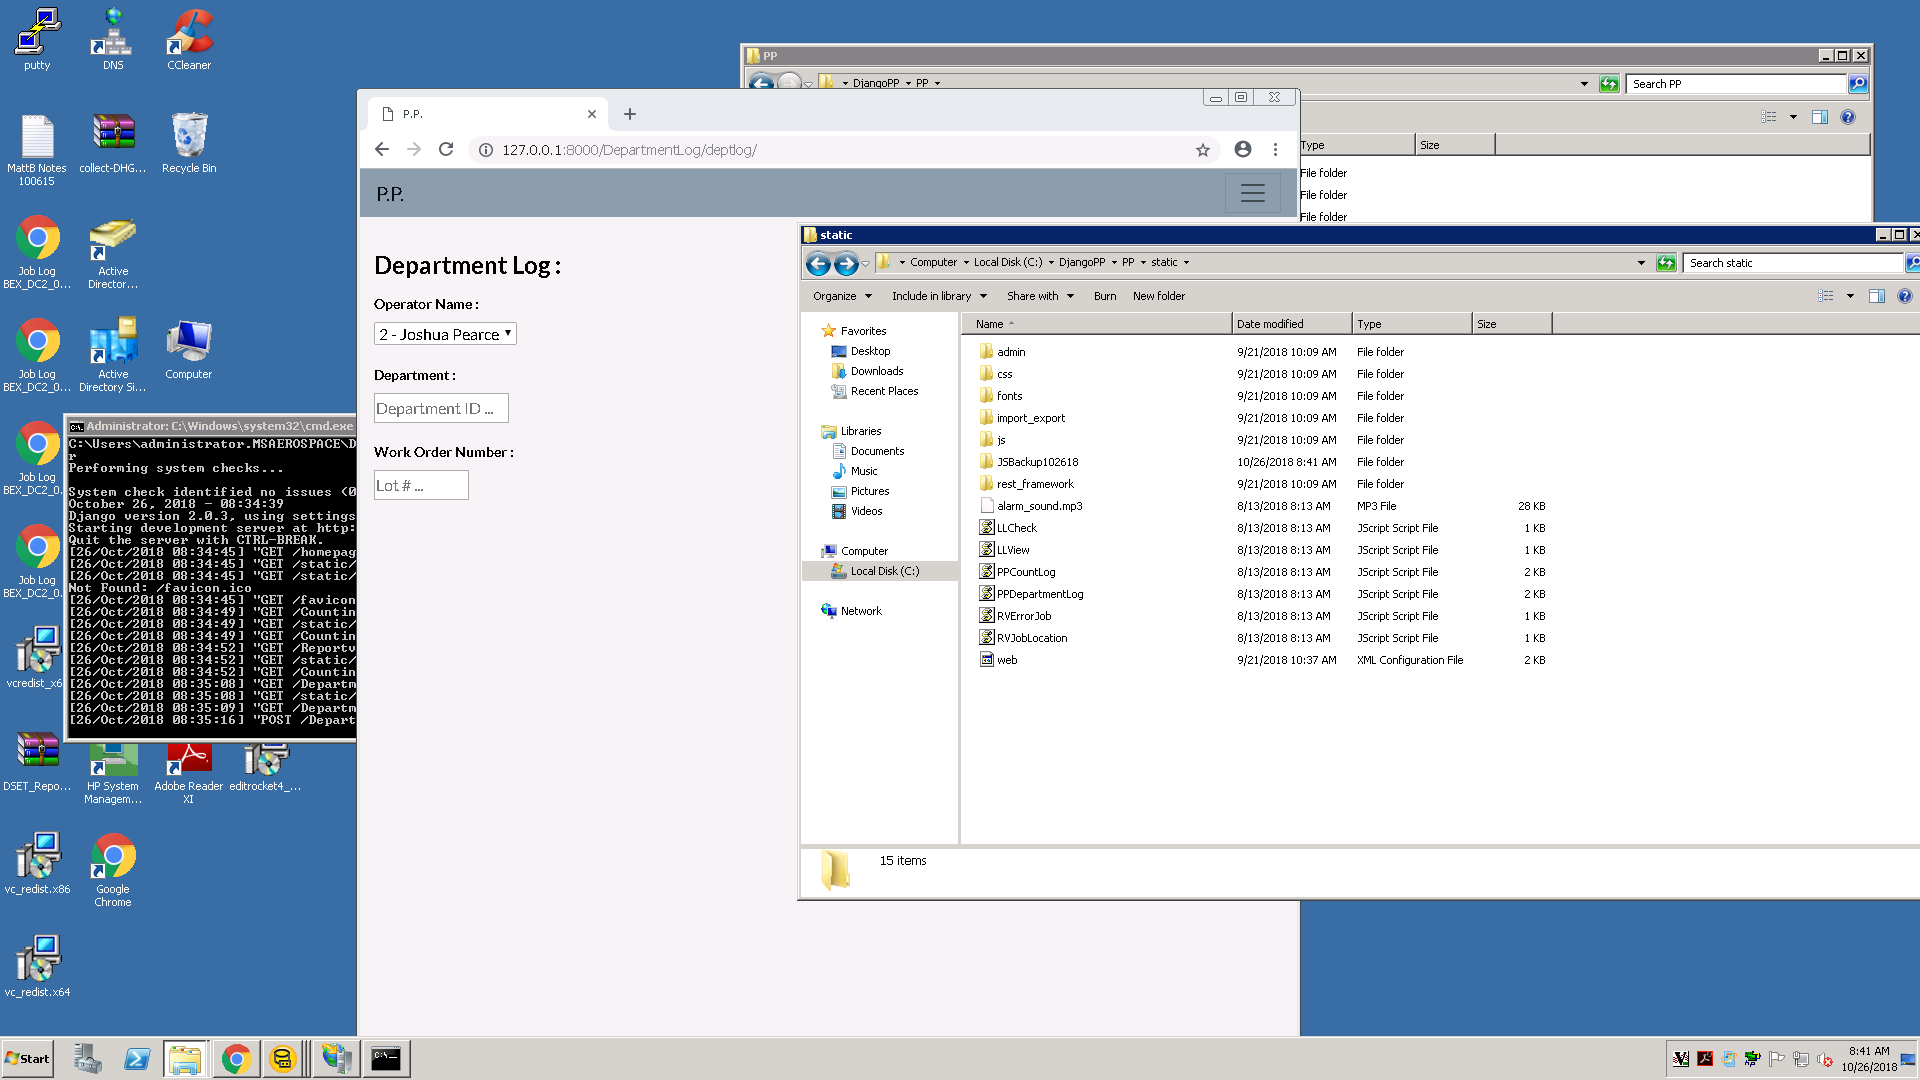 putty
DNS
CCleaner
MattB Notes
100615
collect-DHG...
Recycle Bin
Job Log
BEX_DC2_0...
Active
Director...
Job Log
BEX_DC2_0...
Active
Directory Si...
Computer
Job Log
BEX_DC2_0...
Job Log
BEX_DC2_0...
vcredist_x6
DSET_Repo...
HP System
Managem...
Adobe Reader
XI
editrocket4_...
vc_redist.x86
Google
Chrome
vc_redist.x64
Administrator: C:\Windows\system32\cmd.exe
C:\Users\administrator.MSAEROSPACE\D
r
Performing system checks...
System check identified no issues (0
October 26, 2018 - 08:34:39
Django version 2.0.3, using settings
Starting development server at http:
Quit the server with CTRL-BREAK.
[26/Oct/2018 08:34:45] "GET /homepag
[26/Oct/2018 08:34:45] "GET /static/
[26/Oct/2018 08:34:45] "GET /static/
Not Found: /favicon.ico
[26/Oct/2018 08:34:45] "GET /favicon
[26/Oct/2018 08:34:49] "GET /Countin
[26/Oct/2018 08:34:49] "GET /static/
[26/Oct/2018 08:34:49] "GET /Countin
[26/Oct/2018 08:34:52] "GET /Reportv
[26/Oct/2018 08:34:52] "GET /static/
[26/Oct/2018 08:34:52] "GET /Countin
[26/Oct/2018 08:35:08] "GET /Departm
[26/Oct/2018 08:35:08] "GET /static/
[26/Oct/2018 08:35:09] "GET /Departm
[26/Oct/2018 08:35:16] "POST /Depart
P.P.
127.0.0.1:8000/DepartmentLog/deptlog/
P.P.
Department Log :
Operator Name :
2 - Joshua Pearce
Department :
Department ID ...
Work Order Number :
Lot # ...
PP
DjangoPP PP
Search PP
Type Size
File folder
File folder
File folder
static
Computer Local Disk (C:) DjangoPP PP static
Search static
Organize Include in library Share with Burn New folder
Favorites
Desktop
Downloads
Recent Places
Libraries
Documents
Music
Pictures
Videos
Computer
Local Disk (C:)
Network
Name Date modified Type Size
admin 9/21/2018 10:09 AM File folder
css 9/21/2018 10:09 AM File folder
fonts 9/21/2018 10:09 AM File folder
import_export 9/21/2018 10:09 AM File folder
js 9/21/2018 10:09 AM File folder
JSBackup102618 10/26/2018 8:41 AM File folder
rest_framework 9/21/2018 10:09 AM File folder
alarm_sound.mp3 8/13/2018 8:13 AM MP3 File 28 KB
LLCheck 8/13/2018 8:13 AM JScript Script File 1 KB
LLView 8/13/2018 8:13 AM JScript Script File 1 KB
PPCountLog 8/13/2018 8:13 AM JScript Script File 2 KB
PPDepartmentLog 8/13/2018 8:13 AM JScript Script File 2 KB
RVErrorJob 8/13/2018 8:13 AM JScript Script File 1 KB
RVJobLocation 8/13/2018 8:13 AM JScript Script File 1 KB
web 9/21/2018 10:37 AM XML Configuration File 2 KB
15 items
Start
8:41 AM
10/26/2018